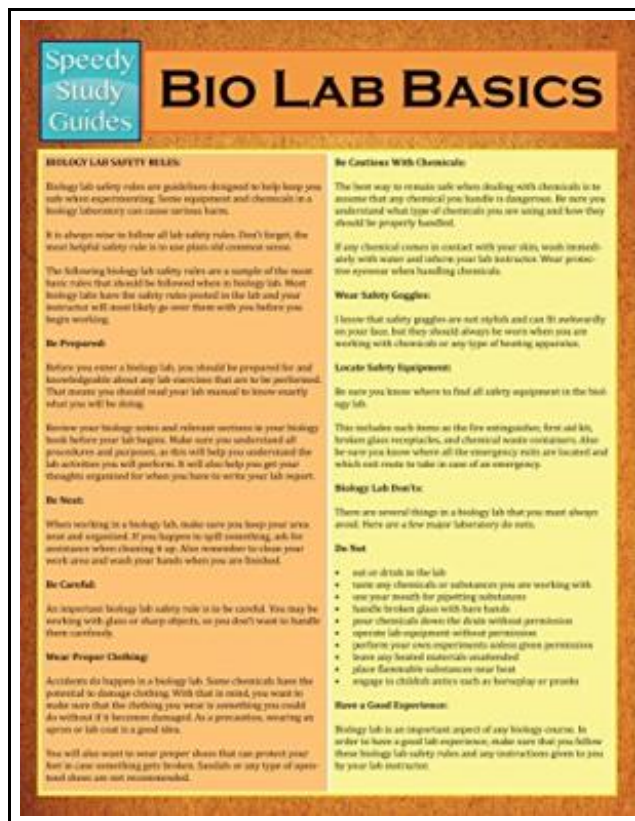 Speedy
Study
Guides
BIO LAB BASICS
BIOLOGY LAB SAFETY RULES:
Biology lab safety rules are guidelines designed to help keep you
safe when experimenting. Some equipment and chemicals in a
biology laboratory can cause serious harm.
It is always wise to follow all lab safety rules. Don't forget, the
most helpful safety rule is to use plain old common sense.
The following biology lab safety rules are a sample of the most
basic rules that should be followed when in biology lab. Most
biology labs have the safety rules posted in the lab and your
instructor will most likely go over them with you before you
begin working.
Be Prepared:
Before you enter a biology lab, you should be prepared for and
knowledgeable about any lab exercises that are to be performed.
That means you should read your lab manual to know exactly
what you will be doing.
Review your biology notes and relevant sections in your biology
book before your lab begins. Make sure you understand all
procedures and purposes, as this will help you understand the
lab activities you will perform. It will also help you get your
thoughts organized for when you have to write your lab report.
Be Neat:
When working in a biology lab, make sure you keep your area
neat and organized. If you happen to spill something, ask for
assistance when cleaning it up. Also remember to clean your
work area and wash your hands when you are finished.
Be Careful:
An important biology lab safety rule is to be careful. You may be
working with glass or sharp objects, so you don't want to handle
them carelessly.
Wear Proper Clothing:
Accidents do happen in a biology lab. Some chemicals have the
potential to damage clothing. With that in mind, you want to
make sure that the clothing you wear is something you could
do without if it becomes damaged. As a precaution, wearing an
apron or lab coat is a good idea.
You will also want to wear proper shoes that can protect your
feet in case something gets broken. Sandals or any type of open-
toed shoes are not recommended.
Be Cautious With Chemicals:
The best way to remain safe when dealing with chemicals is to
assume that any chemical you handle is dangerous. Be sure you
understand what type of chemicals you are using and how they
should be properly handled.
If any chemical comes in contact with your skin, wash immedi-
ately with water and inform your lab instructor. Wear protec-
tive eyewear when handling chemicals.
Wear Safety Goggles:
I know that safety goggles are not stylish and can fit awkwardly
on your face, but they should always be worn when you are
working with chemicals or any type of heating apparatus.
Locate Safety Equipment:
Be sure you know where to find all safety equipment in the biol-
ogy lab.
This includes such items as the fire extinguisher, first aid kit,
broken glass receptacles, and chemical waste containers. Also
be sure you know where all the emergency exits are located and
which exit route to take in case of an emergency.
Biology Lab Don'ts:
There are several things in a biology lab that you must always
avoid. Here are a few major laboratory do nots.
Do Not
• eat or drink in the lab
• taste any chemicals or substances you are working with
• use your mouth for pipetting substances
• handle broken glass with bare hands
• pour chemicals down the drain without permission
• operate lab equipment without permission
• perform your own experiments unless given permission
• leave any heated materials unattended
• place flammable substances near heat
• engage in childish antics such as horseplay or pranks
Have a Good Experience:
Biology lab is an important aspect of any biology course. In
order to have a good lab experience, make sure that you follow
these biology lab safety rules and any instructions given to you
by your lab instructor.